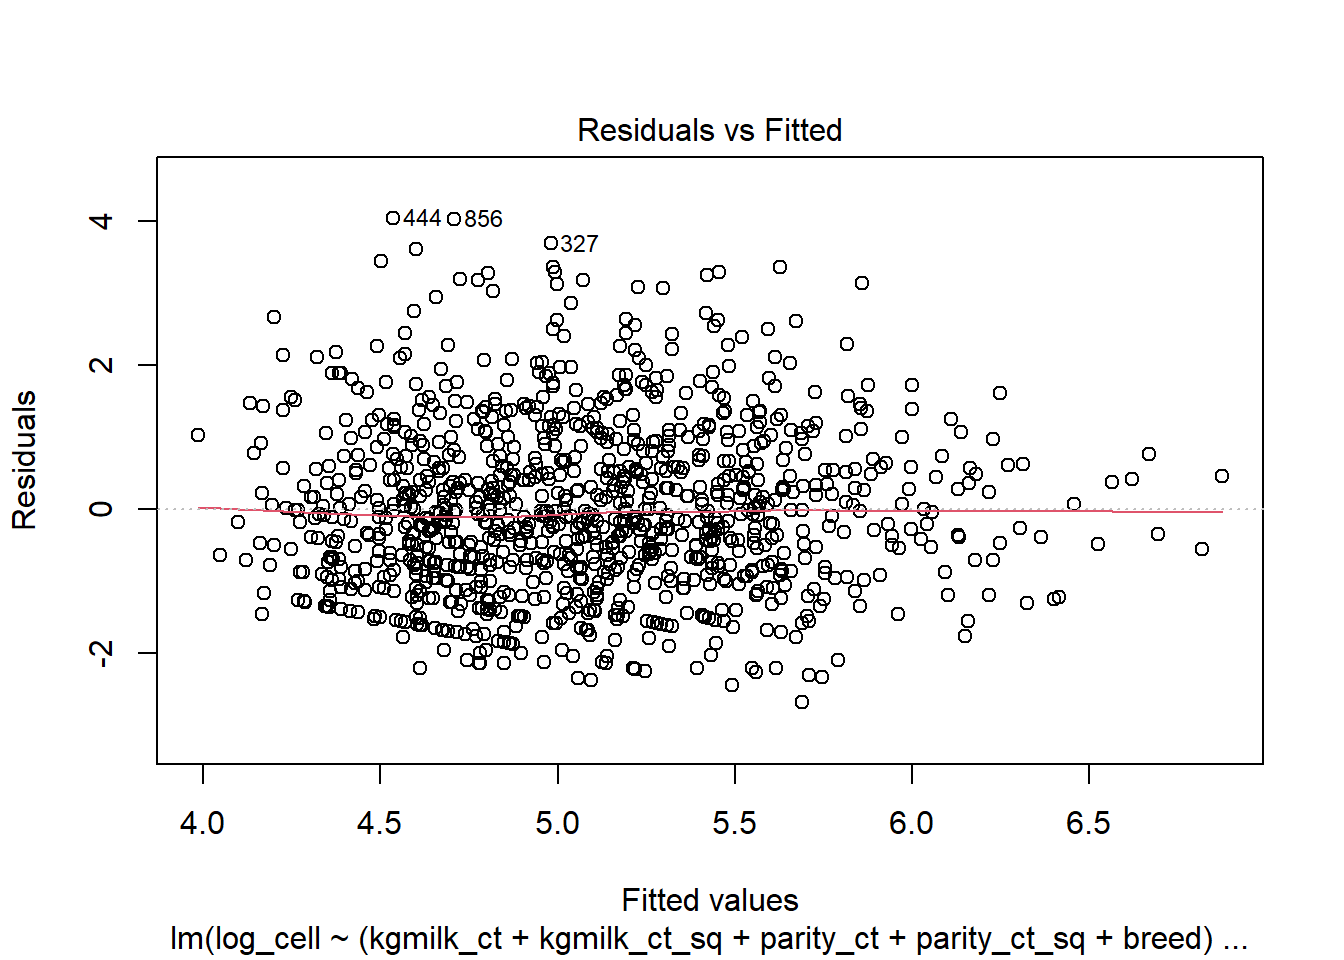 Residuals vs Fitted
Residuals
4
2
0
-2
444
856
327
4.0 4.5 5.0 5.5 6.0 6.5
Fitted values
lm(log_cell ~ (kgmilk_ct + kgmilk_ct_sq + parity_ct + parity_ct_sq + breed) ...